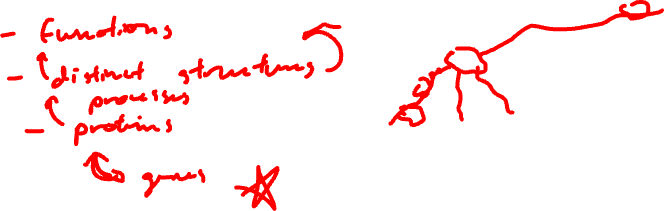 - functions
- distinct structures
processes
- proteins
genes